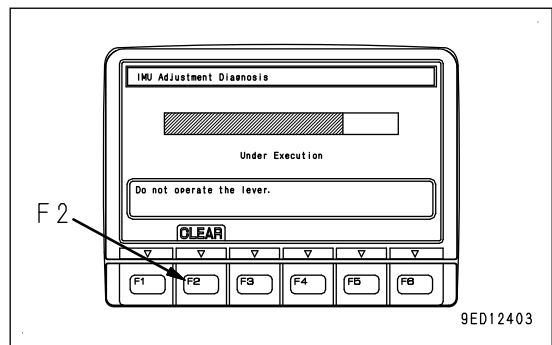 IMU Adjustment Diagnosis
Under Execution
Do not operate the lever.
F2
CLEAR
F1 F2 F3 F4 F5 F6
9ED12403